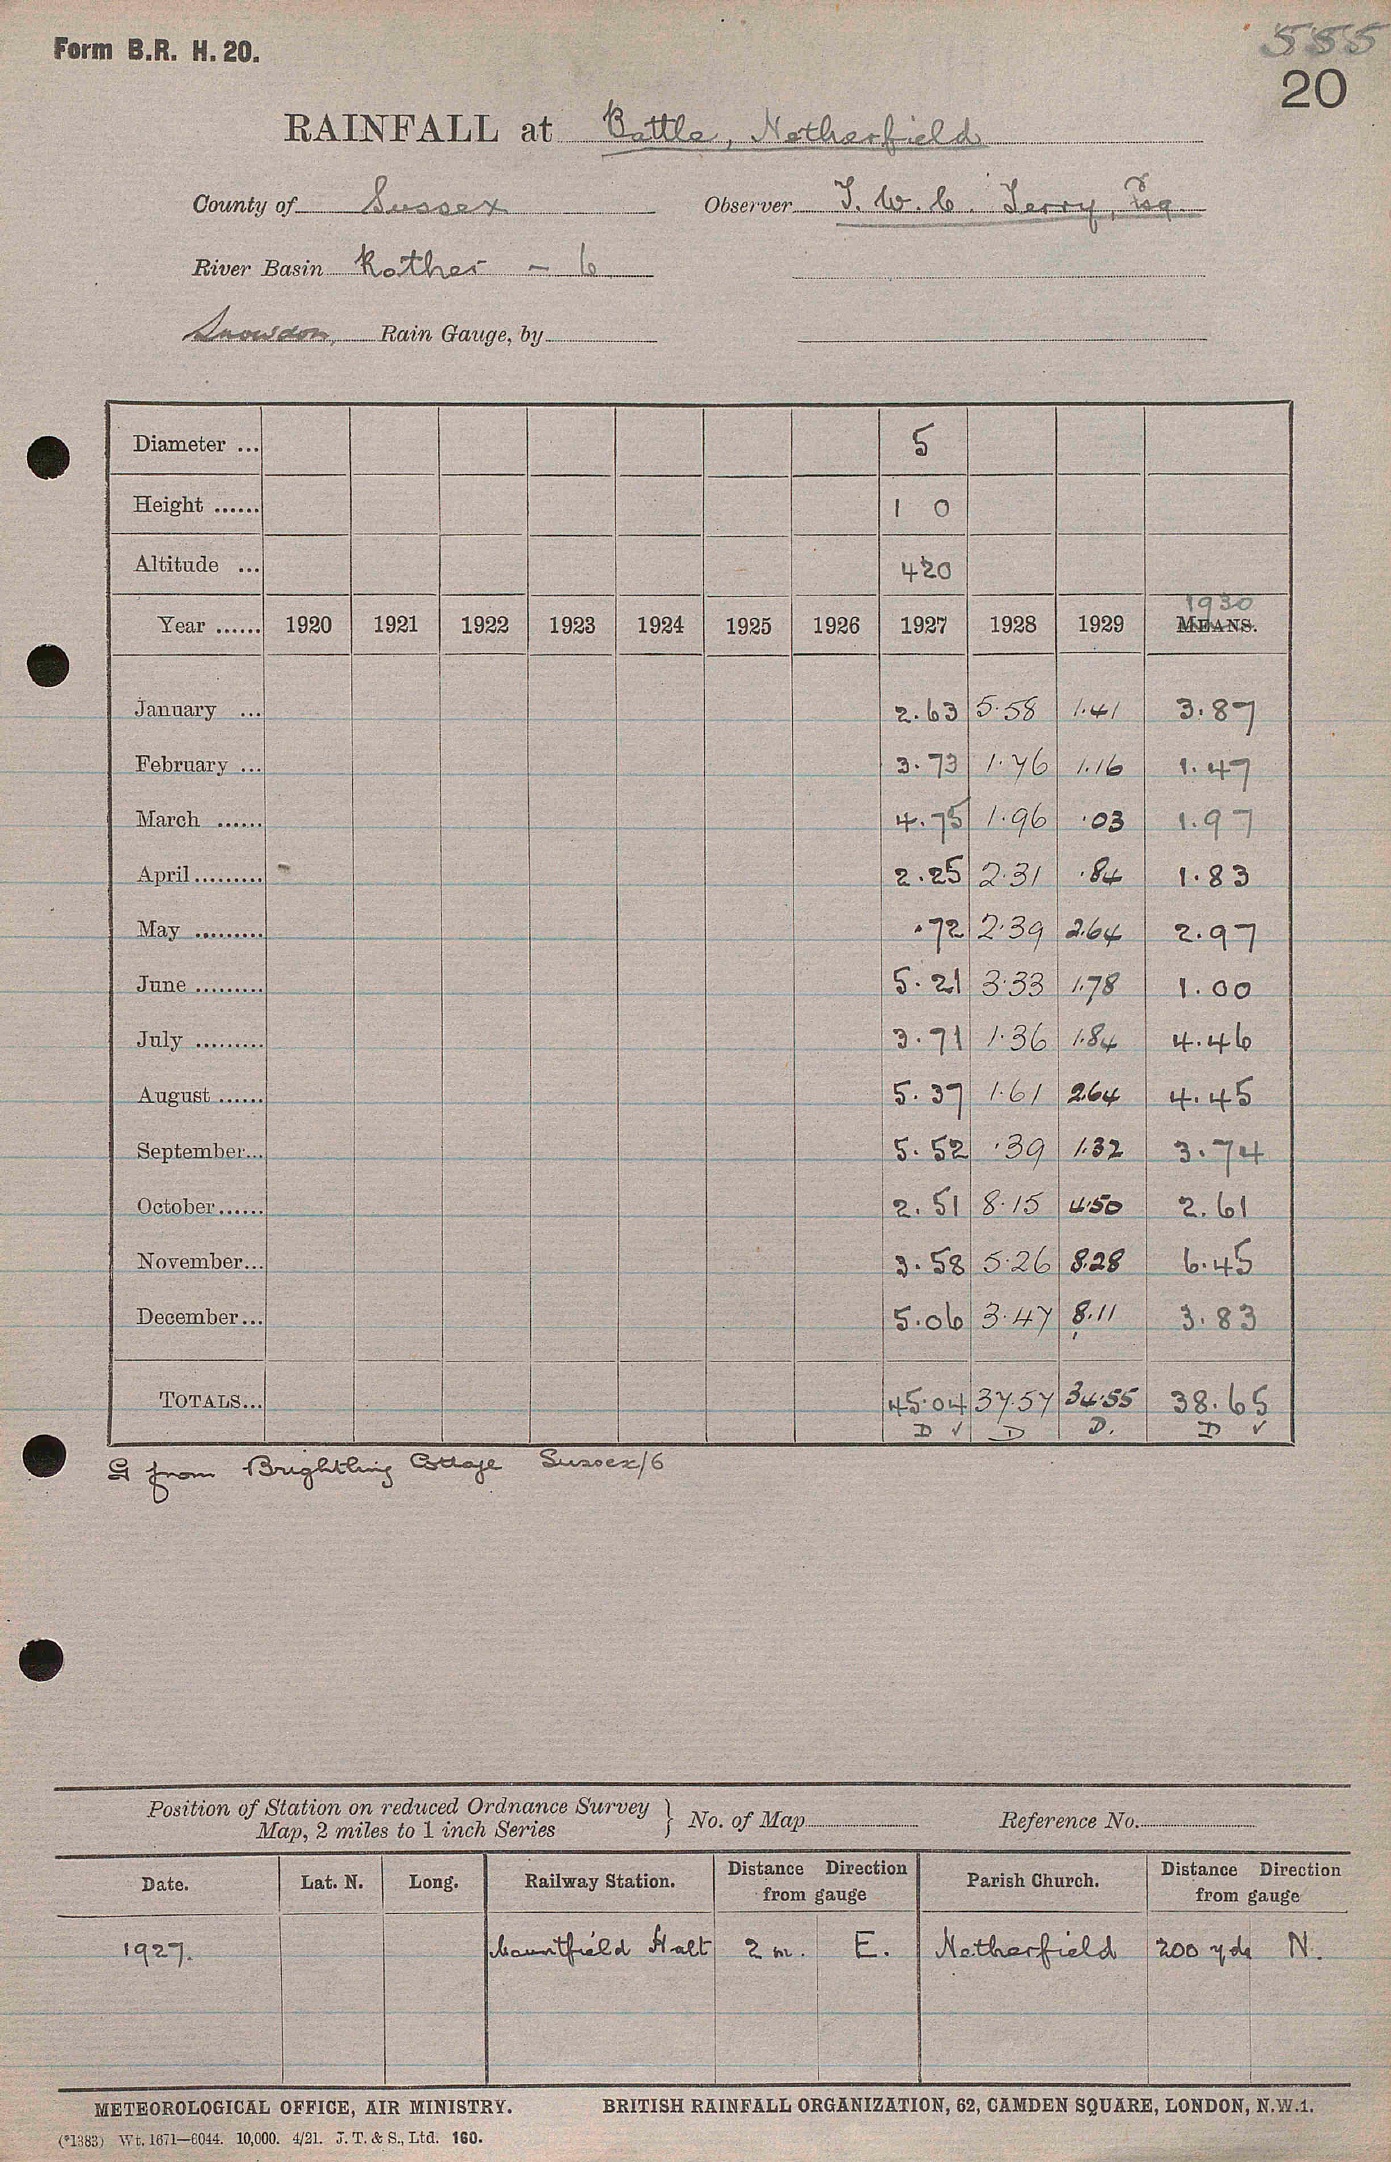 Form B.R. H. 20.
555
20
RAINFALL at Battle, Netherfield
County of Sussex Observer T. W. C. Terry, Esq.
River Basin Rother - 6
Snowdon, Rain Gauge, by
Diameter ... 5
Height ...... 1 0
Altitude ... 420
1930
Year ...... 1920 1921 1922 1923 1924 1925 1926 1927 1928 1929 MEANS.
January ... 2.63 5.58 1.41 3.87
February ... 3.73 1.76 1.16 1.47
March ...... 4.75 1.96 .03 1.97
April ......... 2.25 2.31 .84 1.83
May ......... .72 2.39 2.64 2.97
June ......... 5.21 3.33 1.78 1.00
July ......... 3.71 1.36 1.84 4.46
August ...... 5.37 1.61 2.64 4.45
September... 5.52 .39 1.32 3.74
October...... 2.51 8.15 4.50 2.61
November... 3.58 5.26 8.28 6.45
December... 5.06 3.47 8.11 3.83
TOTALS... 45.04 37.57 34.55 38.65
D ✓ D D. D ✓
G from Brightling Cottage Sussex/6
Position of Station on reduced Ordnance Survey Map, 2 miles to 1 inch Series } No. of Map Reference No.
Date. Lat. N. Long. Railway Station. Distance Direction from gauge Parish Church. Distance Direction from gauge
1927. Mountfield Halt 2 m. E. Netherfield 200 yds N.
METEOROLOGICAL OFFICE, AIR MINISTRY. BRITISH RAINFALL ORGANIZATION, 62, CAMDEN SQUARE, LONDON, N.W.1.
(*1383) Wt. 1671—6044. 10,000. 4/21. J. T. & S., Ltd. 160.